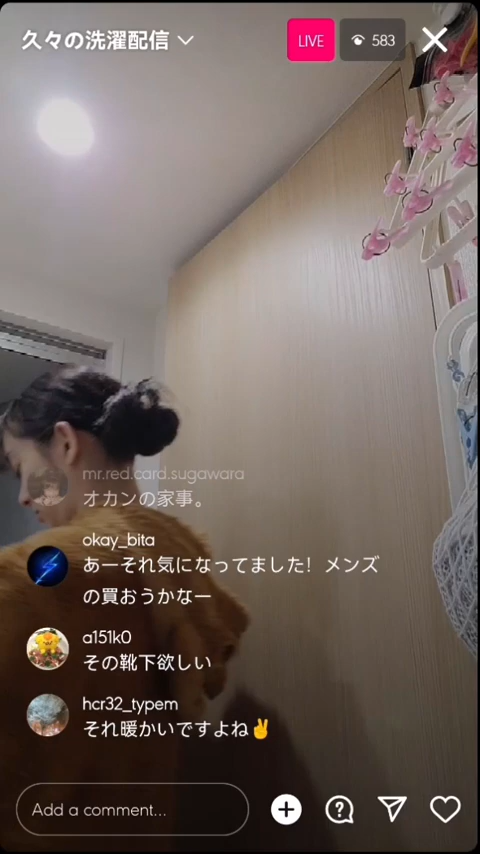 久々の洗濯配信
LIVE
583
mr.red.card.sugawara
オカンの家事。
okay_bita
あーそれ気になってました！メンズ
の買おうかなー
a151k0
その靴下欲しい
hcr32_typem
それ暖かいですよね✌️
Add a comment...